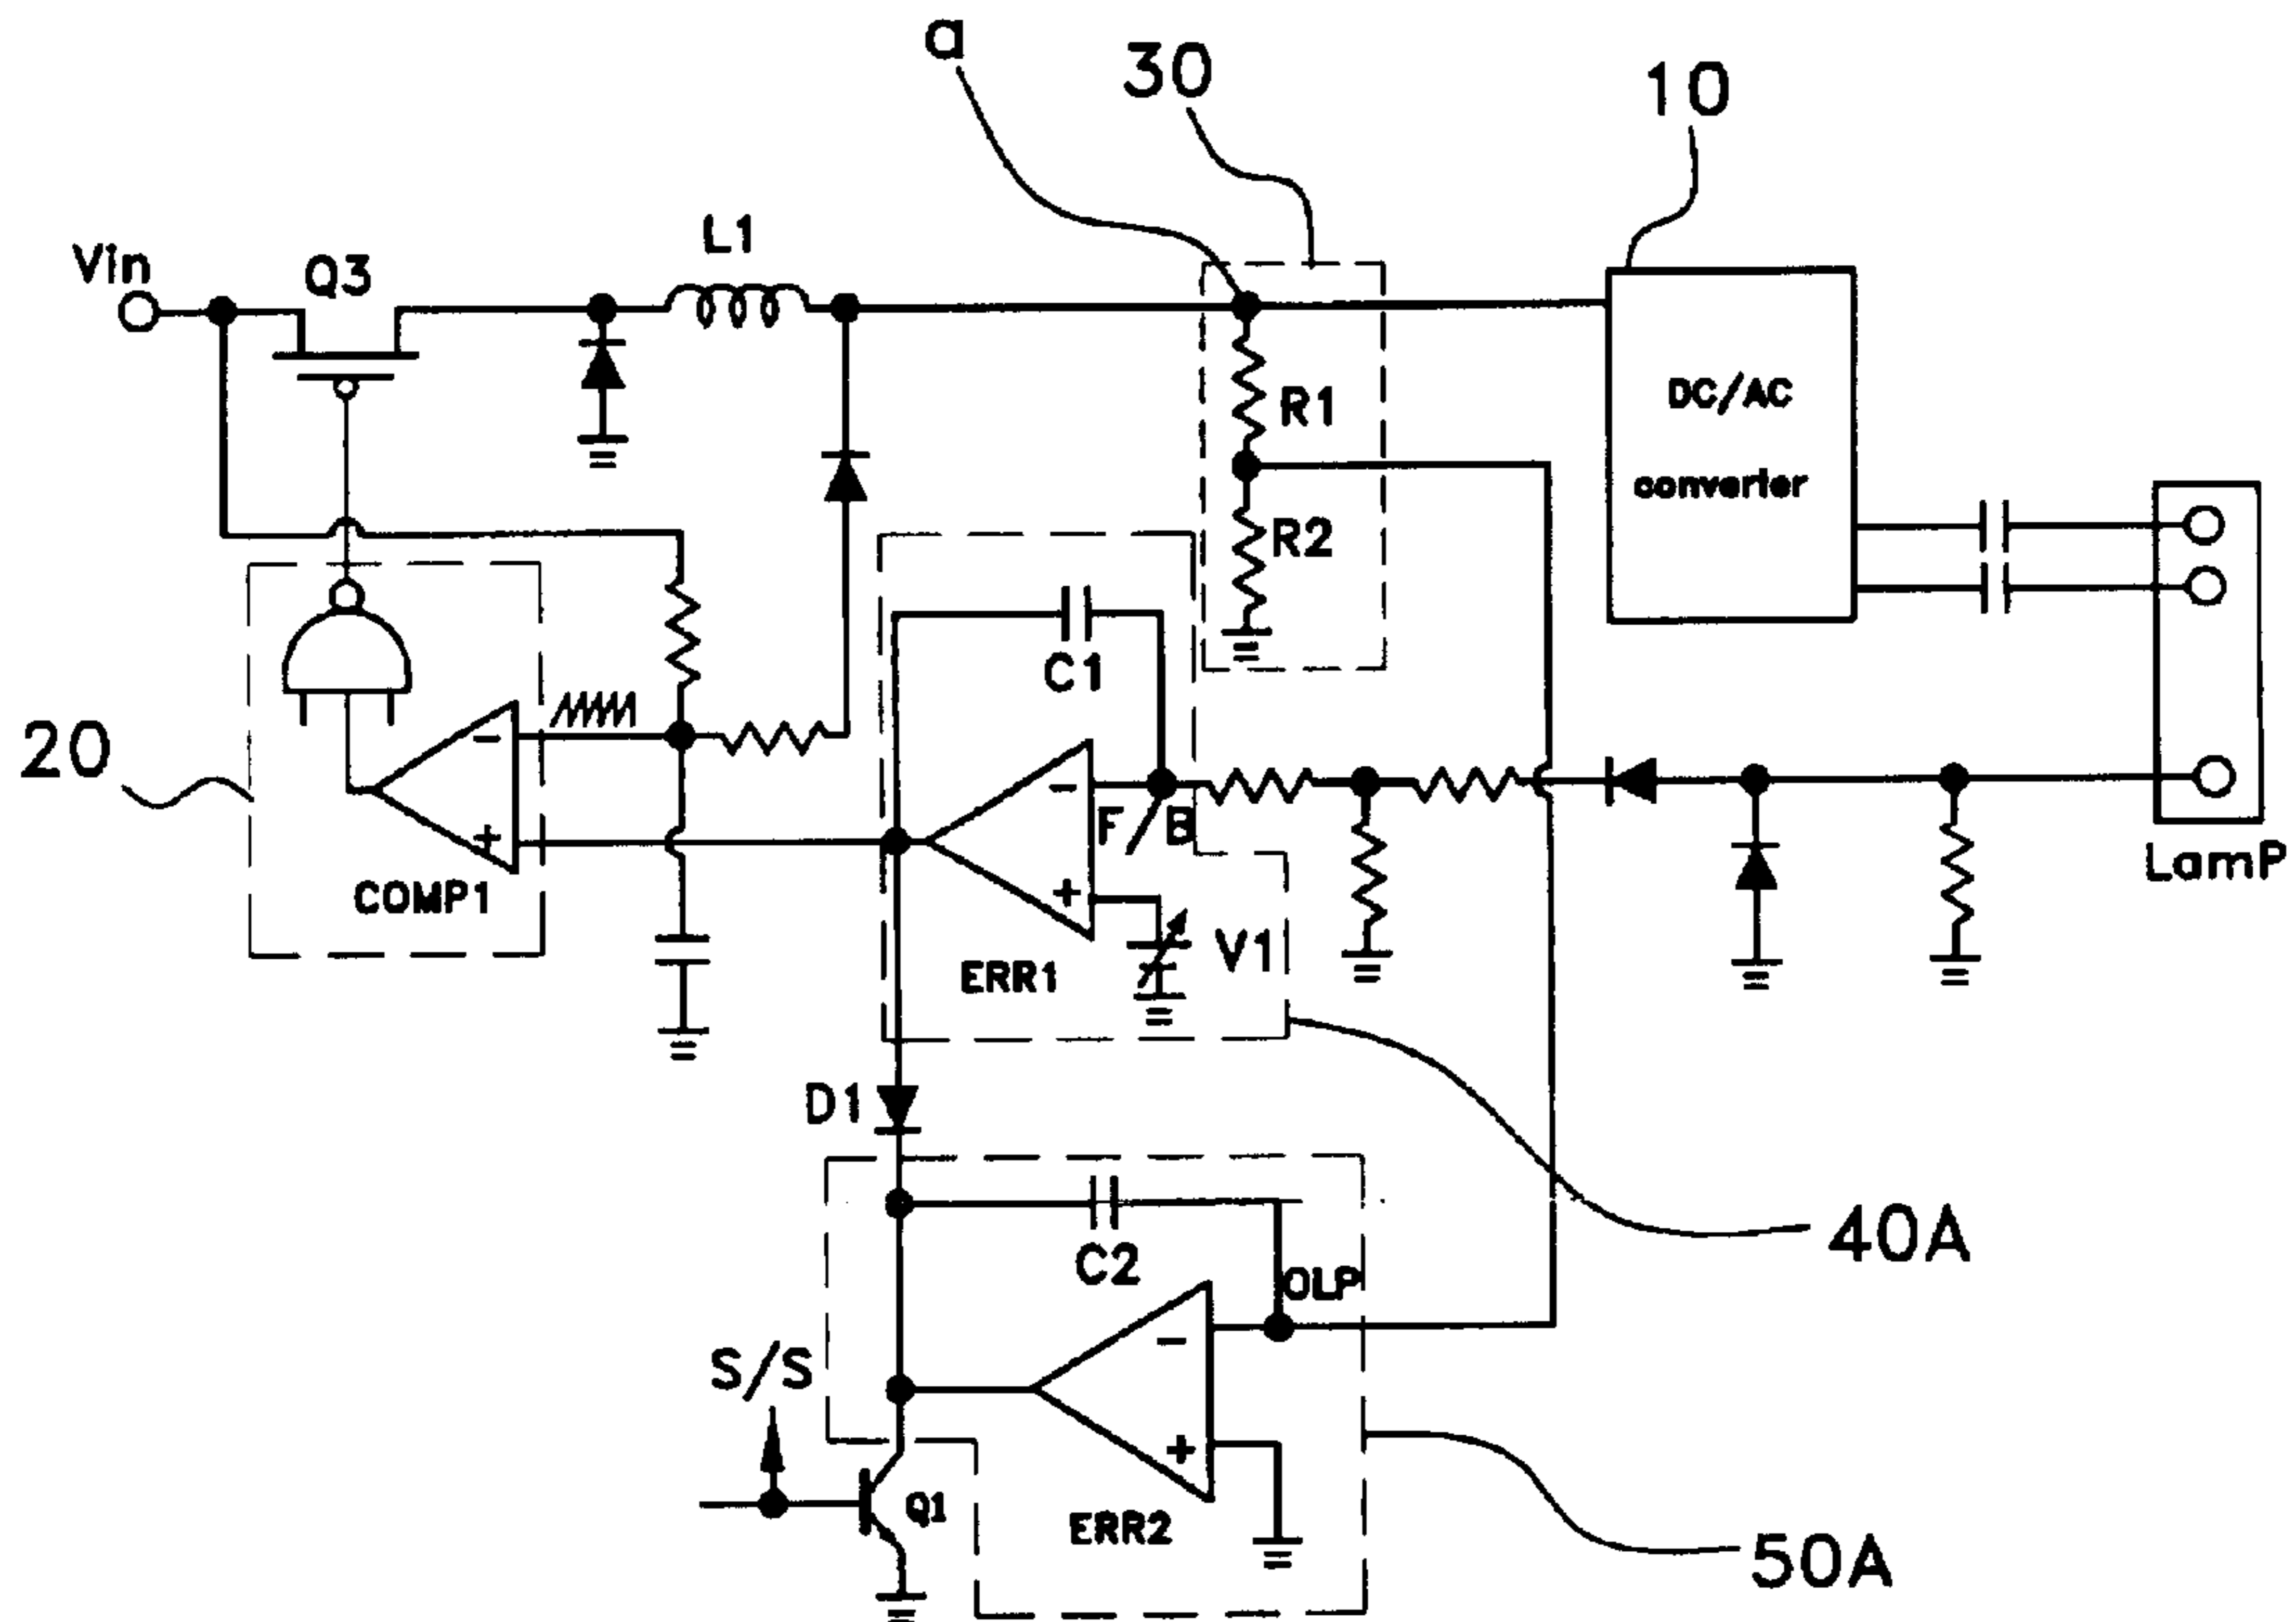 a
30
10
Vin
Q3
L1
R1
DC/AC
converter
R2
C1
20
-
+
COMP1
-
F/B
+
V1
ERR1
LamP
D1
40A
C2
OLP
-
S/S
+
Q1
ERR2
50A